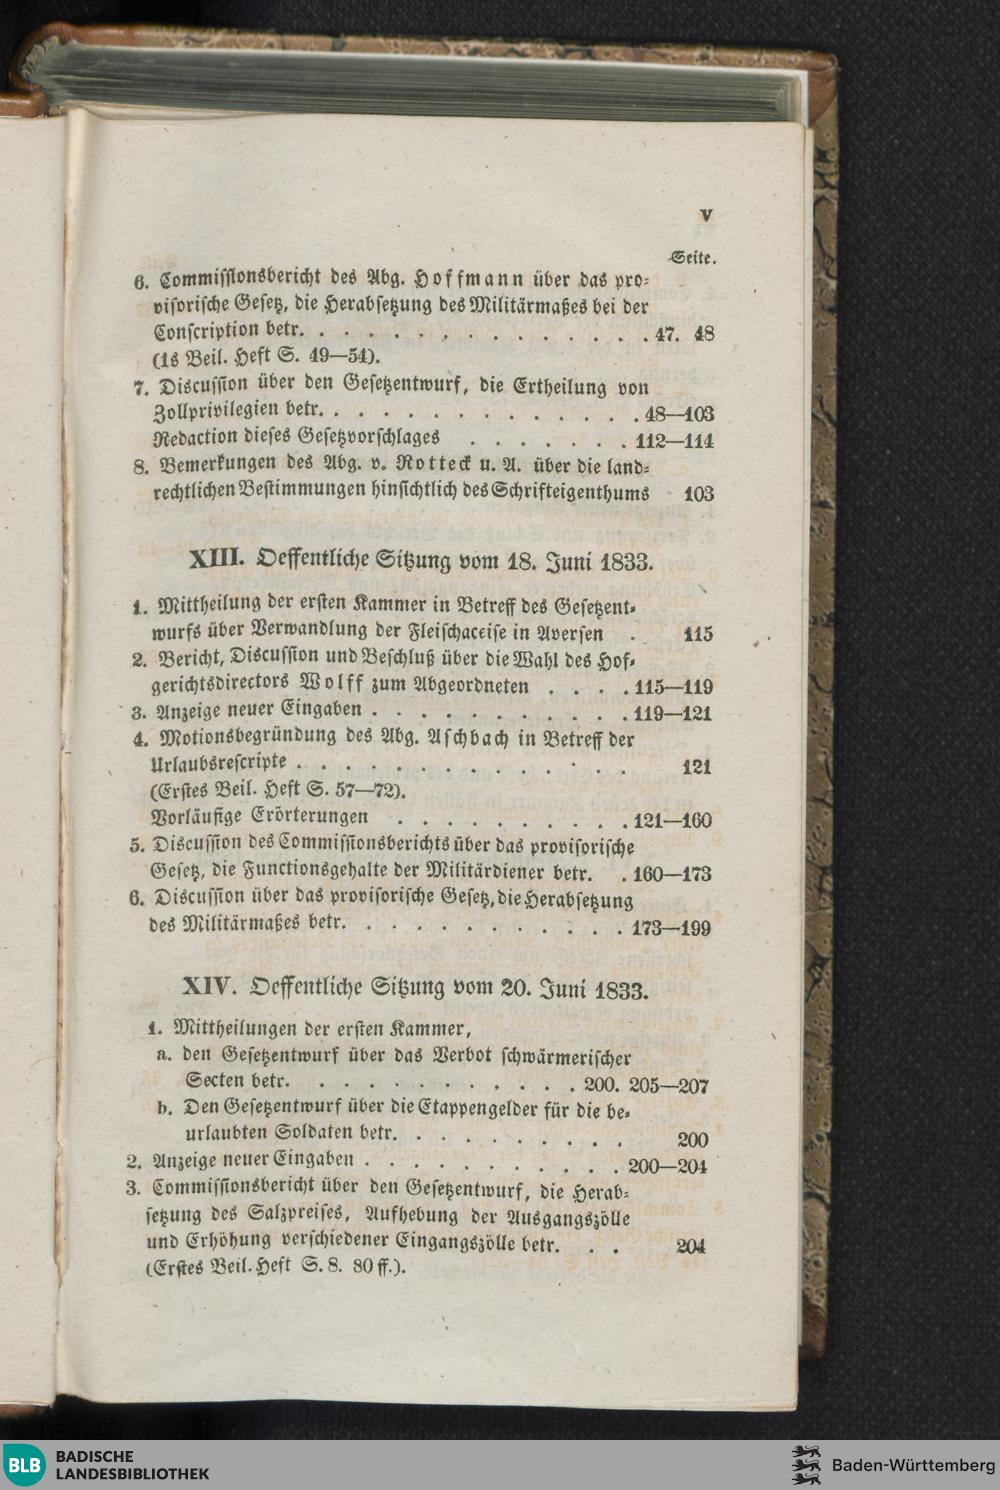 V
Seite.
6. Commissionsbericht des Abg. Hoffmann über das pro-
visorische Gesetz, die Herabsetzung des Militärmaßes bei der
Conscription betr. . . . . . . . . . . . . . 47. 48
(1s Beil. Heft S. 49—54).
7. Discussion über den Gesetzentwurf, die Ertheilung von
Zollprivilegien betr. . . . . . . . . . . . . . 48—103
Redaction dieses Gesetzvorschlages . . . . . . . 112—114
8. Bemerkungen des Abg. v. Rotteck u. A. über die land-
rechtlichen Bestimmungen hinsichtlich des Schrifteigenthums 103
XIII. Oeffentliche Sitzung vom 18. Juni 1833.
1. Mittheilung der ersten Kammer in Betreff des Gesetzent-
wurfs über Verwandlung der Fleischaccise in Aversen . 115
2. Bericht, Discussion und Beschluß über die Wahl des Hof-
gerichtsdirectors Wolff zum Abgeordneten . . . . 115—119
3. Anzeige neuer Eingaben . . . . . . . . . . . 119—121
4. Motionsbegründung des Abg. Aschbach in Betreff der
Urlaubsrescripte . . . . . . . . . . . . . 121
(Erstes Beil. Heft S. 57—72).
Vorläufige Erörterungen . . . . . . . . . . 121—160
5. Discussion des Commissionsberichts über das provisorische
Gesetz, die Functionsgehalte der Militärdiener betr. . 160—173
6. Discussion über das provisorische Gesetz, die Herabsetzung
des Militärmaßes betr. . . . . . . . . . . . 173—199
XIV. Oeffentliche Sitzung vom 20. Juni 1833.
1. Mittheilungen der ersten Kammer,
a. den Gesetzentwurf über das Verbot schwärmerischer
Secten betr. . . . . . . . . . . . 200. 205—207
b. Den Gesetzentwurf über die Etappengelder für die be-
urlaubten Soldaten betr. . . . . . . . . . 200
2. Anzeige neuer Eingaben . . . . . . . . . . . 200—204
3. Commissionsbericht über den Gesetzentwurf, die Herab-
setzung des Salzpreises, Aufhebung der Ausgangszölle
und Erhöhung verschiedener Eingangszölle betr. . . 204
(Erstes Beil. Heft S. 8. 80 ff.).
BLB BADISCHE
LANDESBIBLIOTHEK
Baden-Württemberg